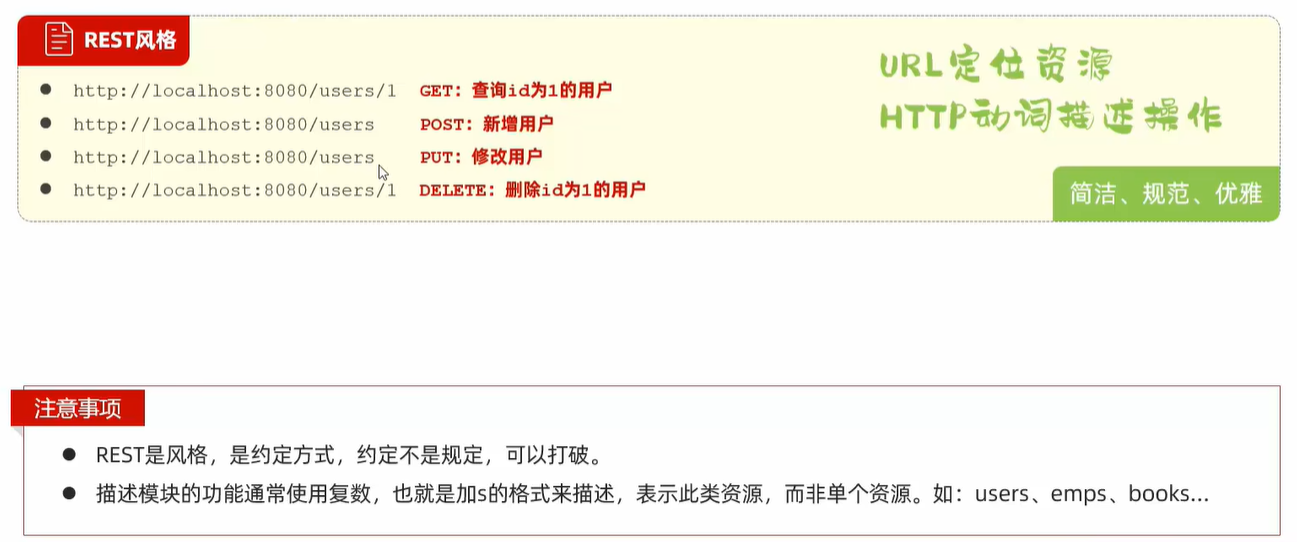 REST风格
URL定位资源
HTTP动词描述操作
http://localhost:8080/users/1 GET：查询id为1的用户
http://localhost:8080/users POST：新增用户
http://localhost:8080/users PUT：修改用户
http://localhost:8080/users/1 DELETE：删除id为1的用户
简洁、规范、优雅
注意事项
REST是风格，是约定方式，约定不是规定，可以打破。
描述模块的功能通常使用复数，也就是加s的格式来描述，表示此类资源，而非单个资源。如：users、emps、books…